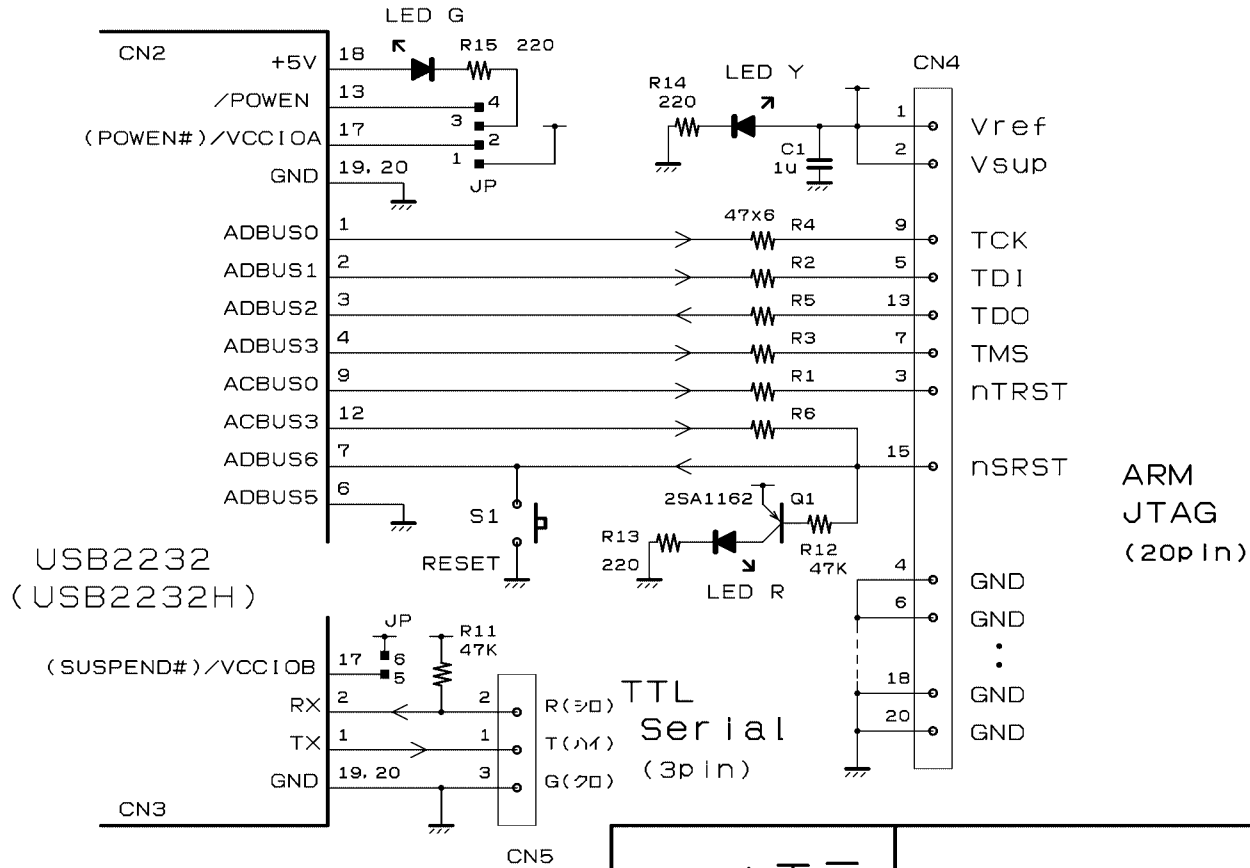 LED G
CN2
+5V 18
R15 220
/POWEN 13
4
(POWEN#)/VCCIOA 17
3
2
GND 19, 20
1
JP
R14
220
LED Y
C1
1u
CN4
1 Vref
2 Vsup
47x6
ADBUS0 1 R4 9 TCK
ADBUS1 2 R2 5 TDI
ADBUS2 3 R5 13 TDO
ADBUS3 4 R3 7 TMS
ACBUS0 9 R1 3 nTRST
ACBUS3 12 R6
ADBUS6 7 15 nSRST
ADBUS5 6
S1
RESET
2SA1162 Q1
R13
220
LED R
R12
47K
ARM
JTAG
(20pin)
USB2232
(USB2232H)
4 GND
6 GND
18 GND
20 GND
JP
R11
47K
(SUSPEND#)/VCCIOB 17
6
5
RX 2 2 R(シロ)
TX 1 1 T(ハイ)
GND 19, 20 3 G(クロ)
TTL
Serial
(3pin)
CN3
CN5